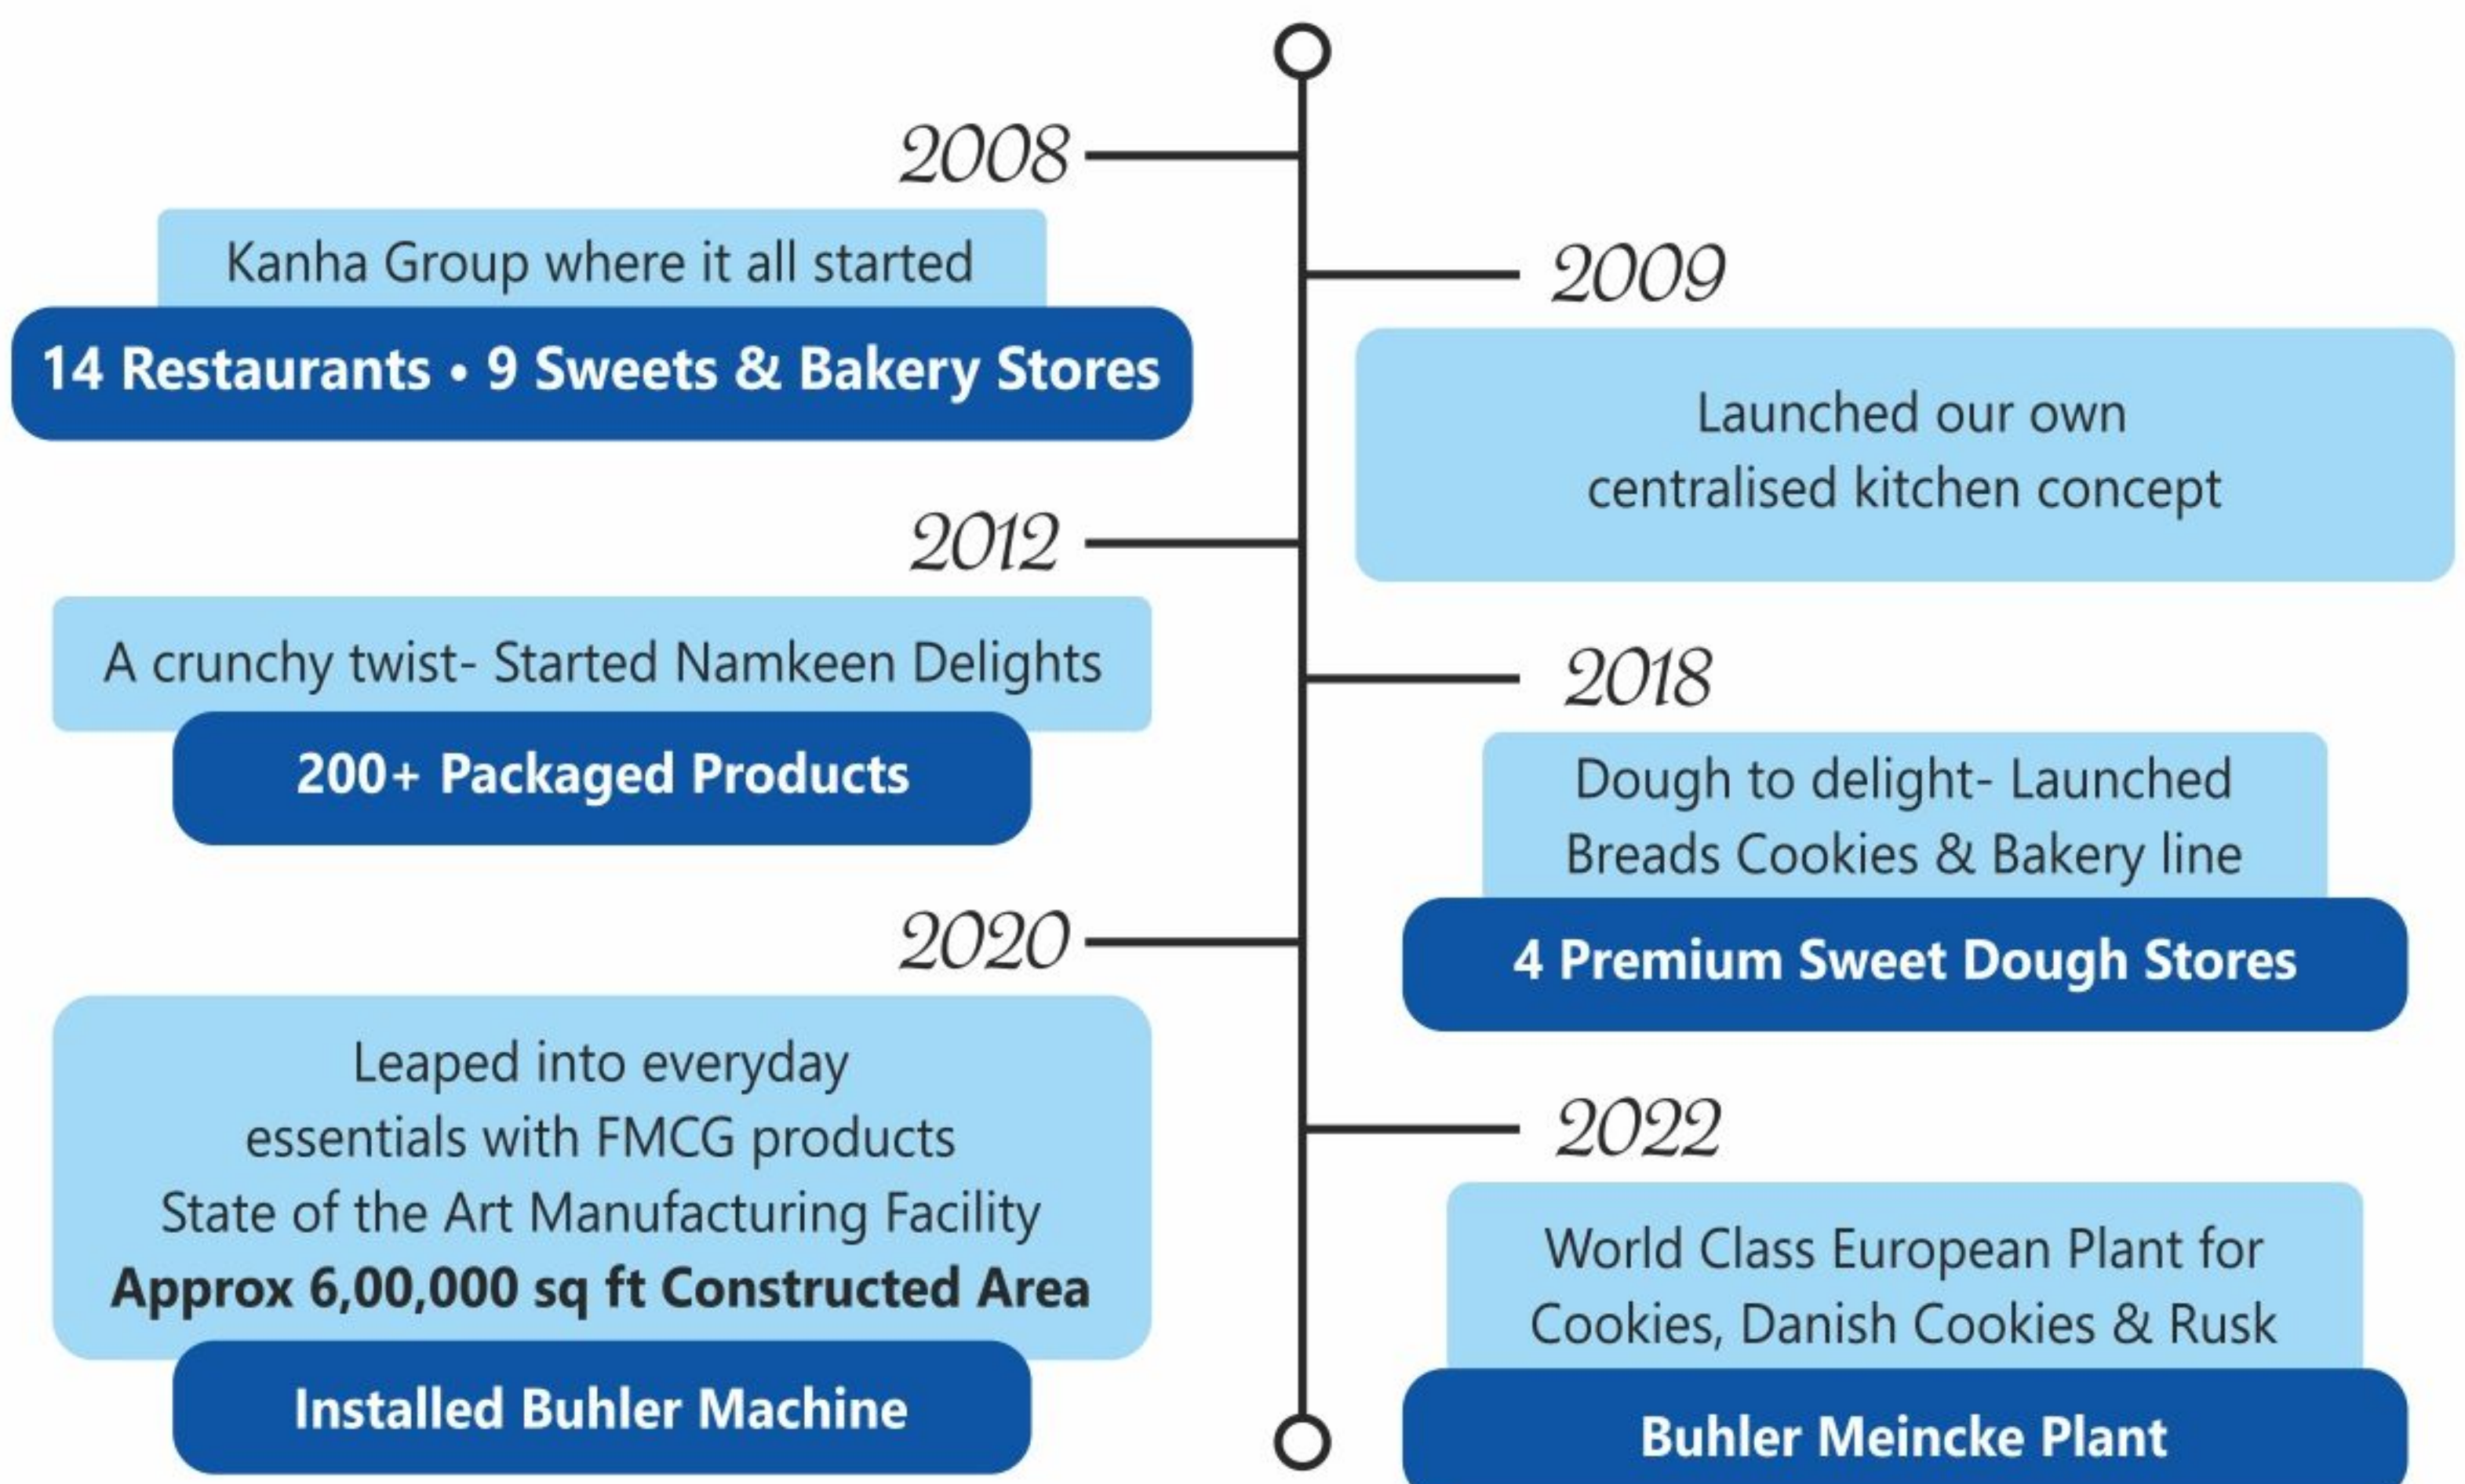 2008
Kanha Group where it all started
14 Restaurants • 9 Sweets & Bakery Stores
2009
Launched our own
centralised kitchen concept
2012
A crunchy twist- Started Namkeen Delights
200+ Packaged Products
2018
Dough to delight- Launched
Breads Cookies & Bakery line
4 Premium Sweet Dough Stores
2020
Leaped into everyday
essentials with FMCG products
State of the Art Manufacturing Facility
Approx 6,00,000 sq ft Constructed Area
Installed Buhler Machine
2022
World Class European Plant for
Cookies, Danish Cookies & Rusk
Buhler Meincke Plant